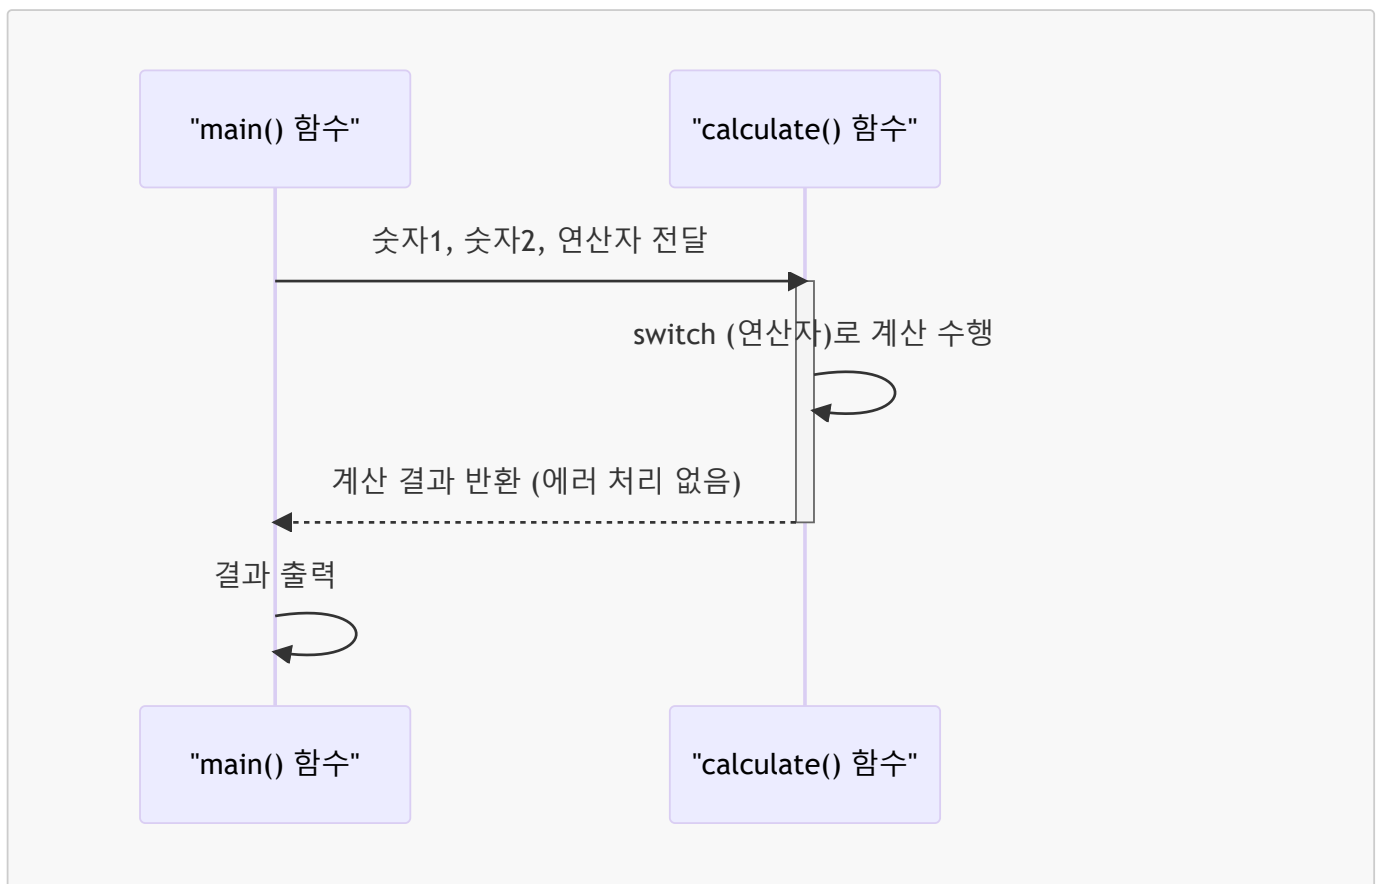 "main() 함수"
"calculate() 함수"
숫자1, 숫자2, 연산자 전달
switch (연산자)로 계산 수행
계산 결과 반환 (에러 처리 없음)
결과 출력
"main() 함수"
"calculate() 함수"